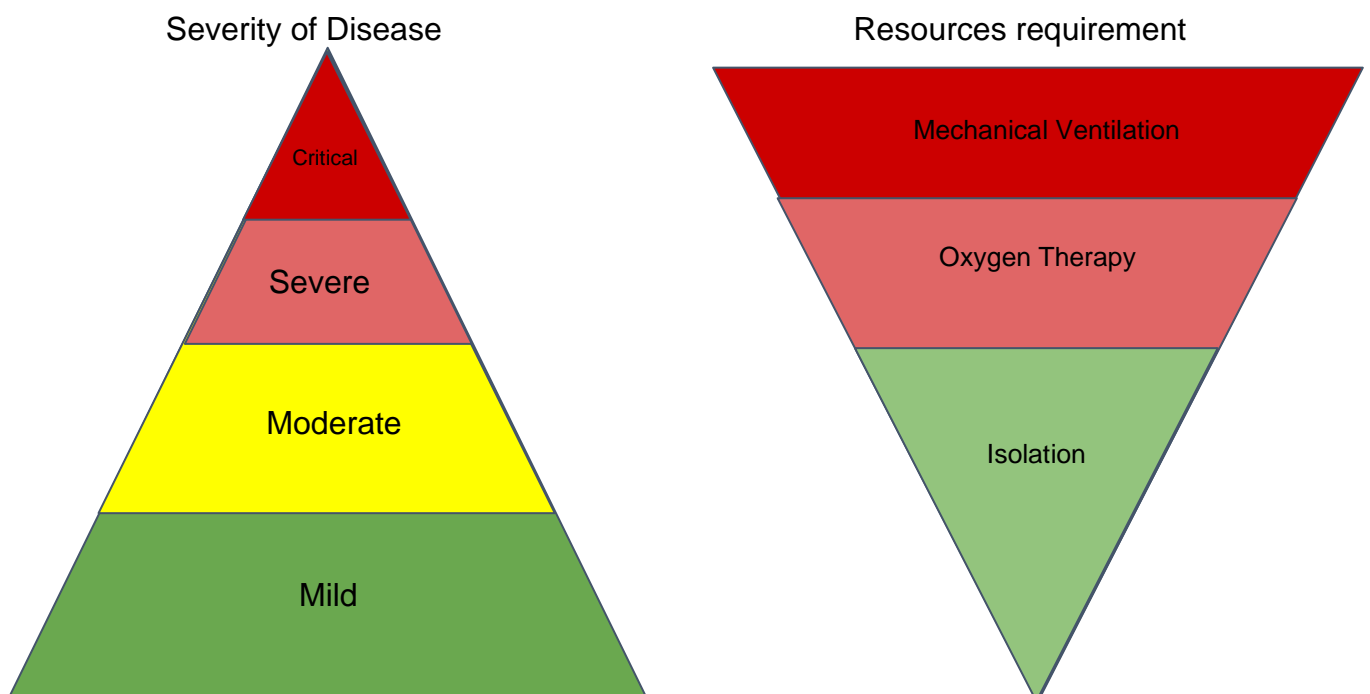 Severity of Disease
Critical
Severe
Moderate
Mild
Resources requirement
Mechanical Ventilation
Oxygen Therapy
Isolation